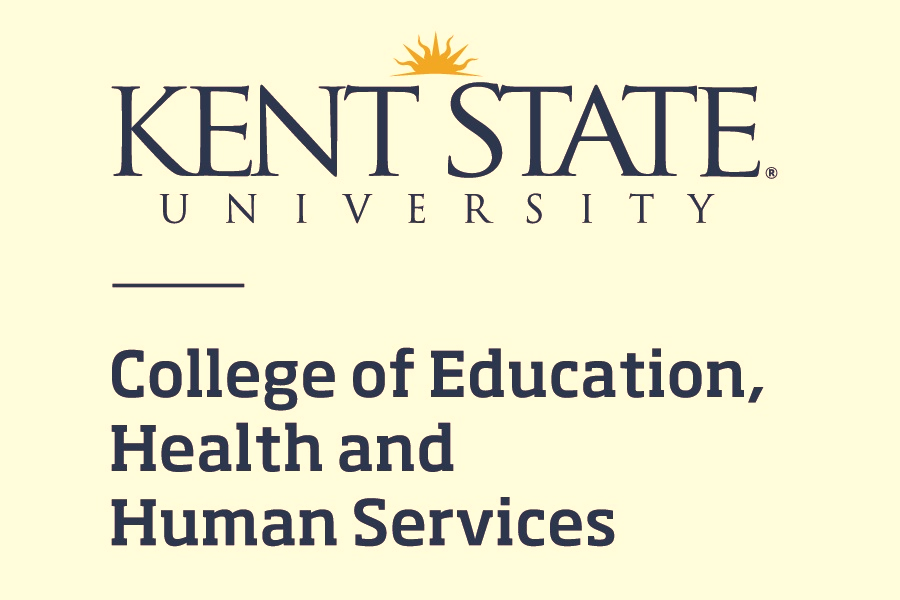 KENT STATE®
UNIVERSITY
College of Education,
Health and
Human Services